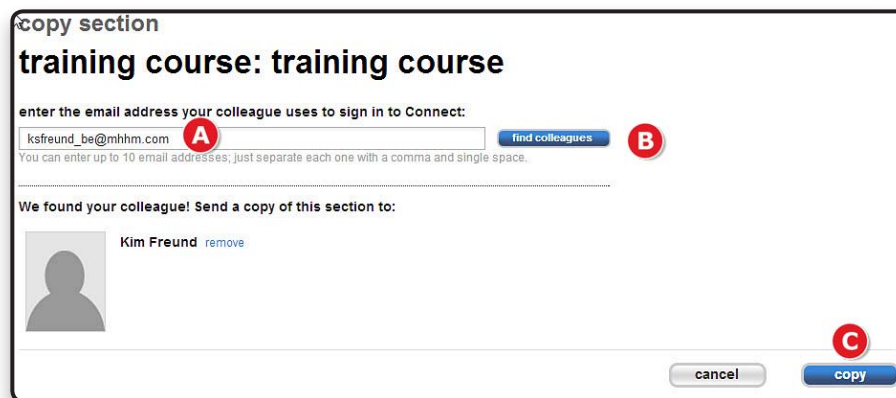 copy section
training course: training course
enter the email address your colleague uses to sign in to Connect:
ksfreund_be@mhhm.com A find colleagues B
You can enter up to 10 email addresses; just separate each one with a comma and single space.
We found your colleague! Send a copy of this section to:
Kim Freund remove
C
cancel copy